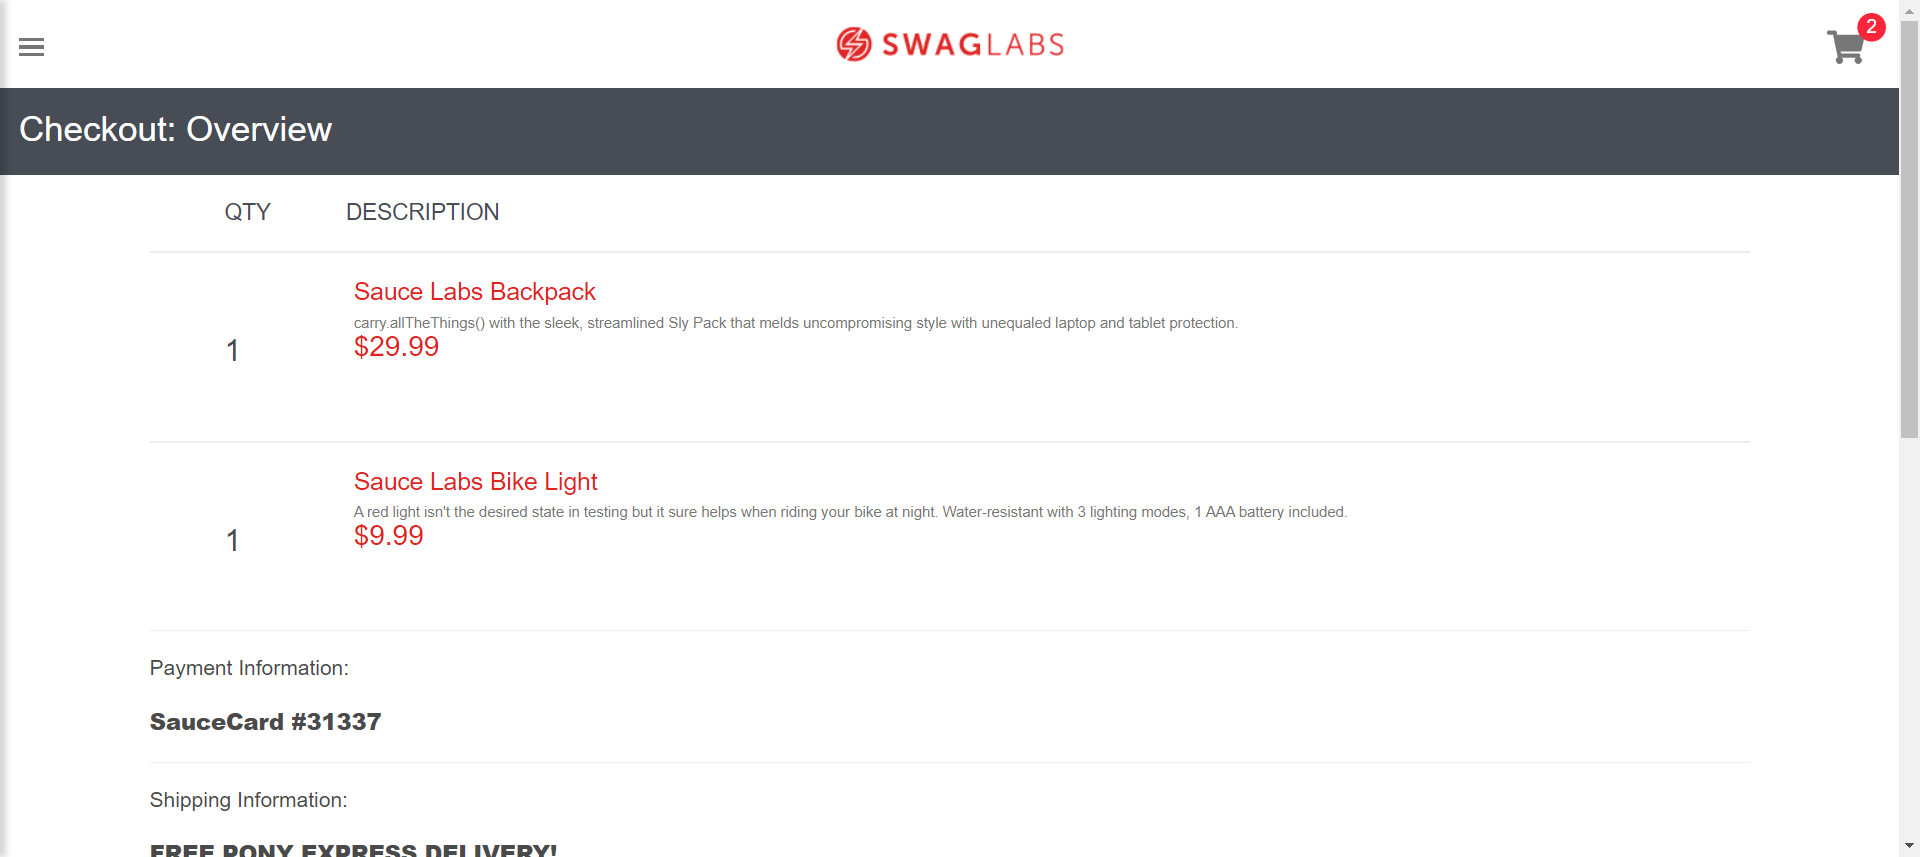 SWAGLABS
2
Checkout: Overview
QTY DESCRIPTION
Sauce Labs Backpack
carry.allTheThings() with the sleek, streamlined Sly Pack that melds uncompromising style with unequaled laptop and tablet protection.
1
$29.99
Sauce Labs Bike Light
A red light isn't the desired state in testing but it sure helps when riding your bike at night. Water-resistant with 3 lighting modes, 1 AAA battery included.
1
$9.99
Payment Information:
SauceCard #31337
Shipping Information:
FREE PONY EXPRESS DELIVERY!